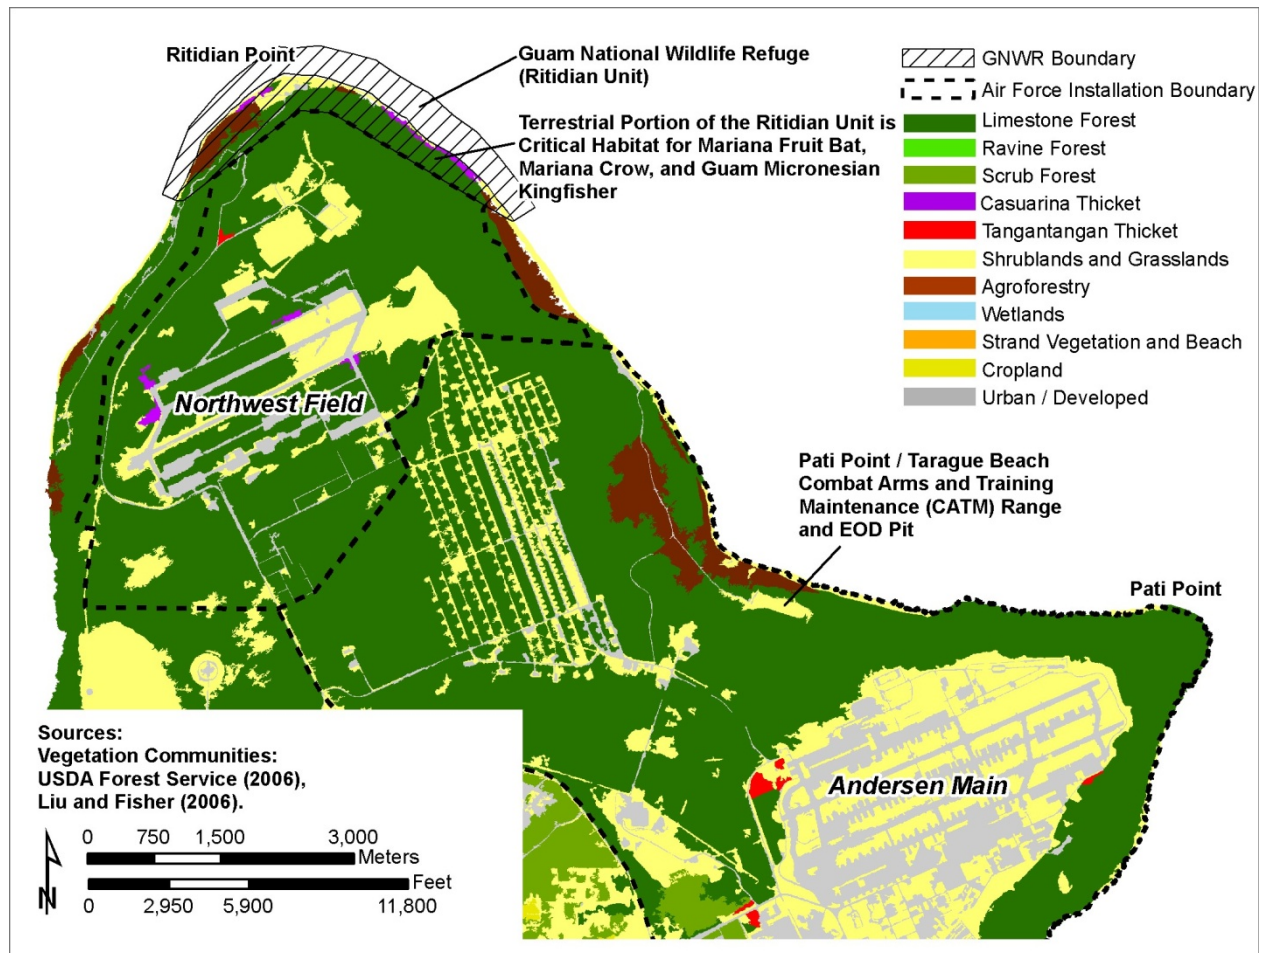 Ritidian Point
Guam National Wildlife Refuge
(Ritidian Unit)
Terrestrial Portion of the Ritidian Unit is
Critical Habitat for Mariana Fruit Bat,
Mariana Crow, and Guam Micronesian
Kingfisher
GNWR Boundary
Air Force Installation Boundary
Limestone Forest
Ravine Forest
Scrub Forest
Casuarina Thicket
Tangantangan Thicket
Shrublands and Grasslands
Agroforestry
Wetlands
Strand Vegetation and Beach
Cropland
Urban / Developed
Northwest Field
Pati Point / Tarague Beach
Combat Arms and Training
Maintenance (CATM) Range
and EOD Pit
Pati Point
Andersen Main
Sources:
Vegetation Communities:
USDA Forest Service (2006),
Liu and Fisher (2006).
N
0 750 1,500 3,000
Meters
Feet
0 2,950 5,900 11,800